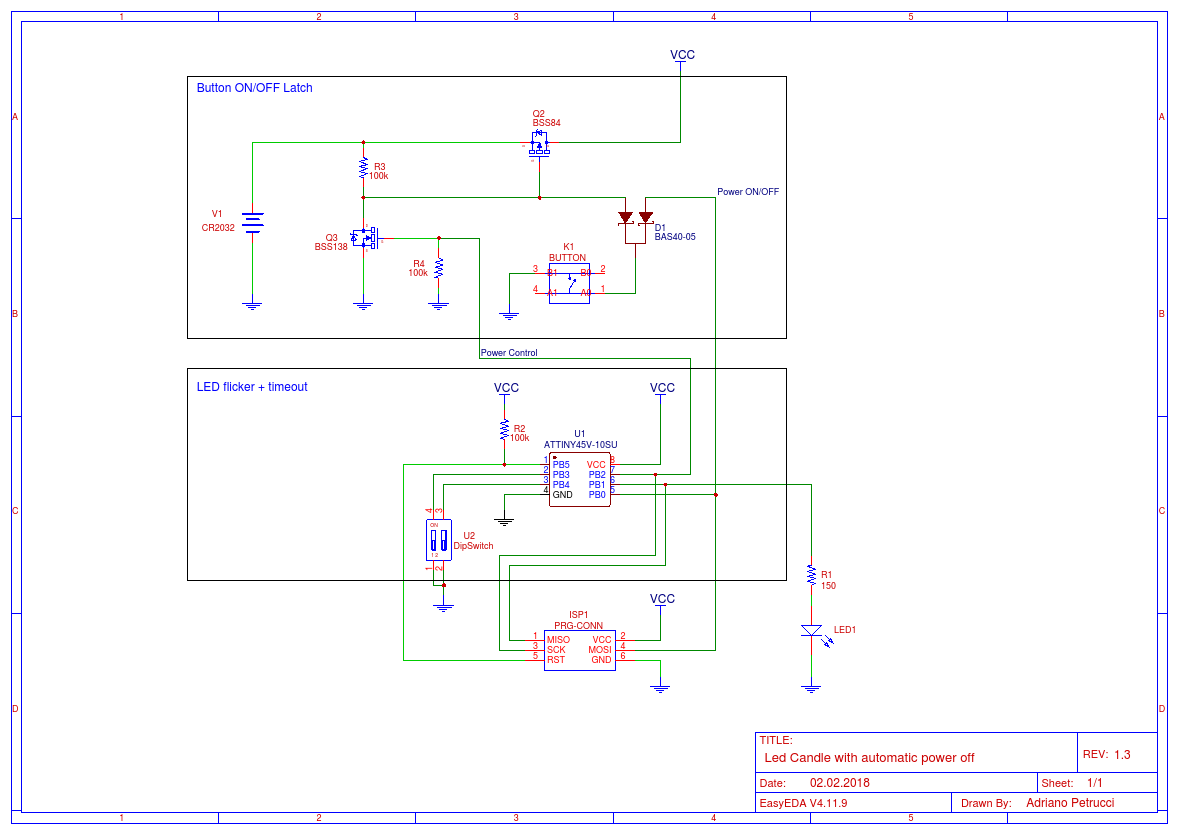 1 2 3 4 5
A A
B B
C C
D D
VCC
Button ON/OFF Latch
Q2
BSS84
R3
100k
Power ON/OFF
V1
CR2032
Q3
BSS138
R4
100k
D1
BAS40-05
K1
BUTTON
3 B1 B0 2
4 A1 A0 1
Power Control
LED flicker + timeout
VCC VCC
R2
100k
U1
ATTINY45V-10SU
1 PB5 VCC 8
2 PB3 PB2 7
3 PB4 PB1 6
4 GND PB0 5
4 3
ON
1 2
U2
DipSwitch
1 2
R1
150
VCC
ISP1
PRG-CONN
1 MISO VCC 2
3 SCK MOSI 4
5 RST GND 6
LED1
TITLE:
Led Candle with automatic power off
REV: 1.3
Date: 02.02.2018
Sheet: 1/1
EasyEDA V4.11.9
Drawn By: Adriano Petrucci
1 2 3 4 5